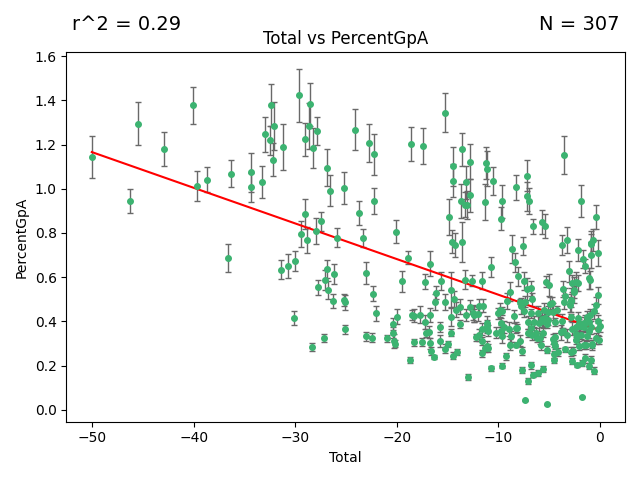 r^2 = 0.29
N = 307
Total vs PercentGpA
1.6
1.4
1.2
1.0
0.8
0.6
0.4
0.2
0.0
PercentGpA
−50 −40 −30 −20 −10 0
Total